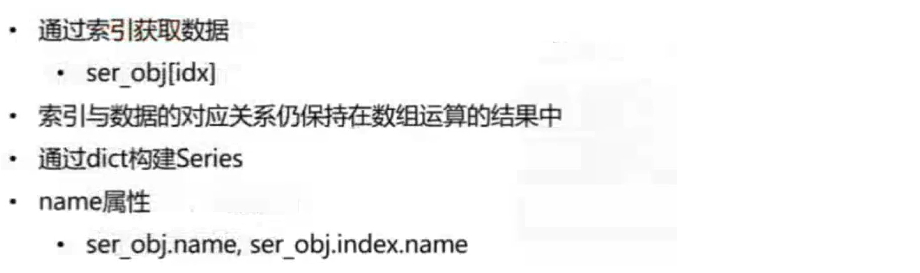 • 通过索引获取数据
• ser_obj[idx]
• 索引与数据的对应关系仍保持在数组运算的结果中
• 通过dict构建Series
• name属性
• ser_obj.name, ser_obj.index.name